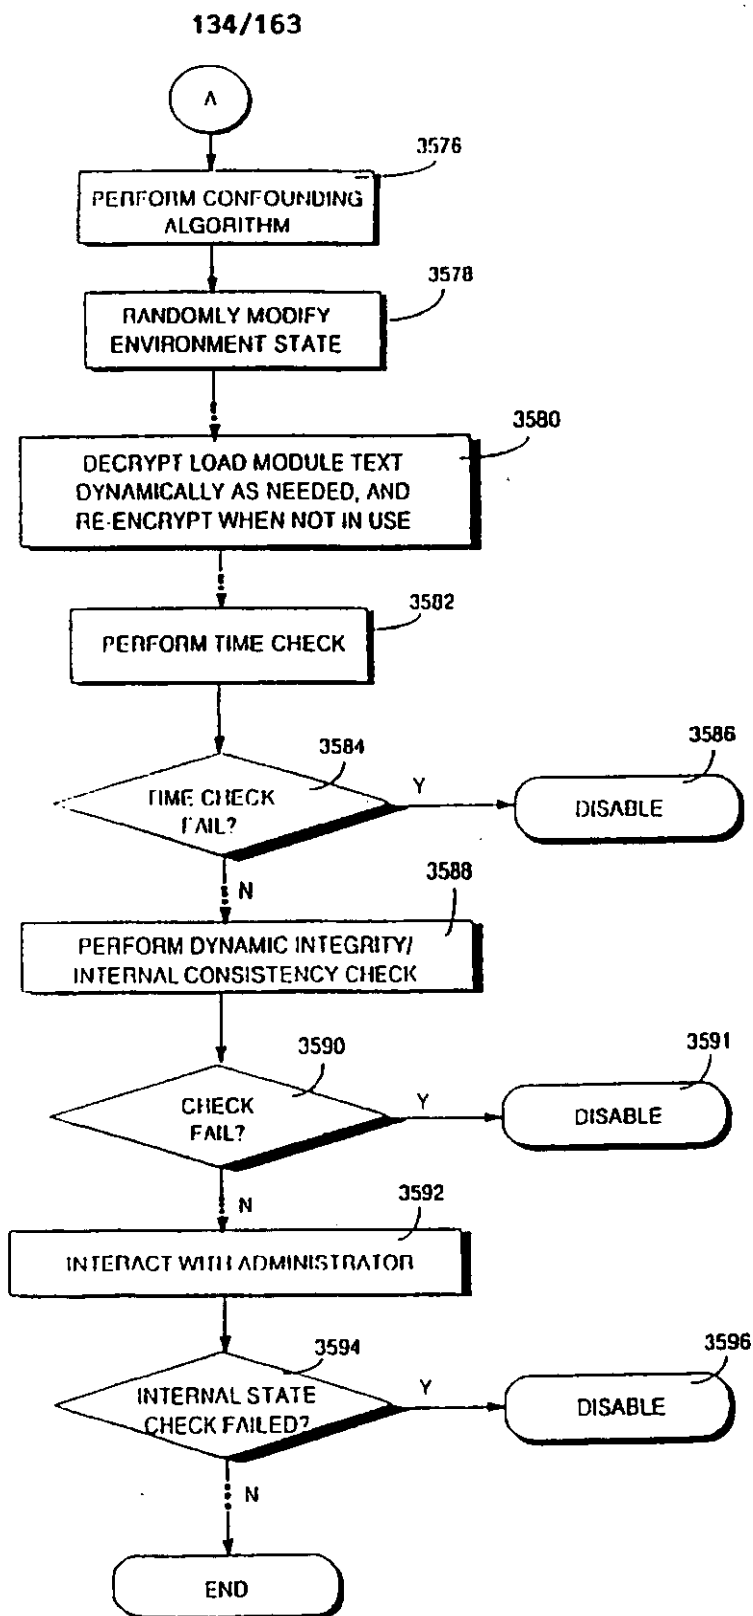 134/163
A
3576
PERFORM CONFOUNDING
ALGORITHM
3578
RANDOMLY MODIFY
ENVIRONMENT STATE
3580
DECRYPT LOAD MODULE TEXT
DYNAMICALLY AS NEEDED, AND
RE-ENCRYPT WHEN NOT IN USE
3582
PERFORM TIME CHECK
3584
TIME CHECK
FAIL?
Y
3586
DISABLE
N
3588
PERFORM DYNAMIC INTEGRITY/
INTERNAL CONSISTENCY CHECK
3590
CHECK
FAIL?
Y
3591
DISABLE
N
3592
INTERACT WITH ADMINISTRATOR
3594
INTERNAL STATE
CHECK FAILED?
Y
3596
DISABLE
N
END